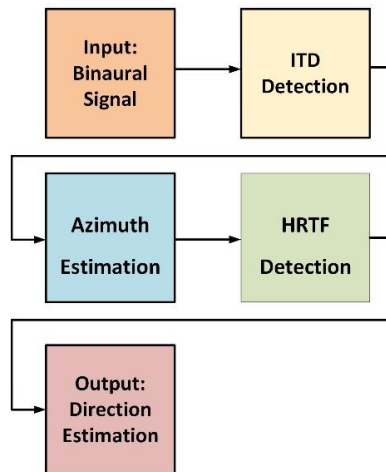 Input:
Binaural
Signal
ITD
Detection
Azimuth
Estimation
HRTF
Detection
Output:
Direction
Estimation